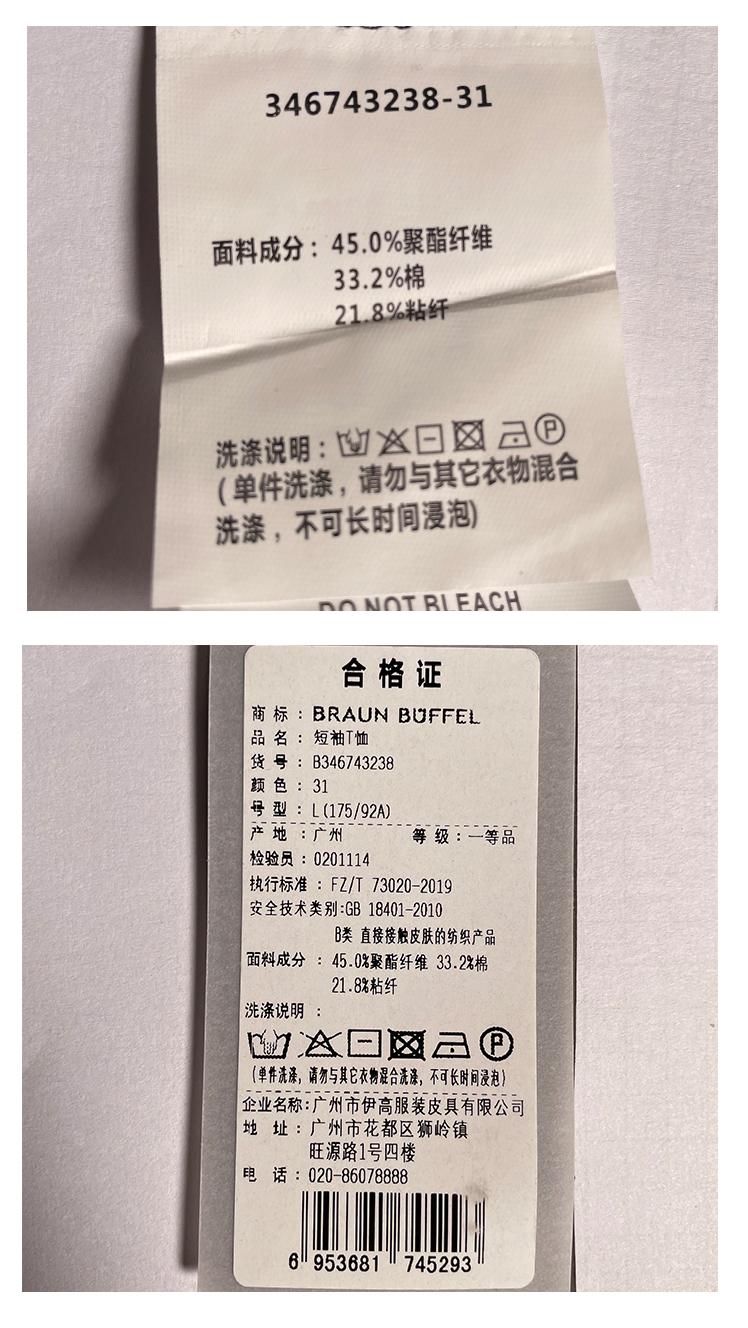 346743238-31
面料成分：45.0%聚酯纤维
33.2%棉
21.8%粘纤
洗涤说明：
(单件洗涤，请勿与其它衣物混合
洗涤，不可长时间浸泡)
DO NOT BLEACH
合格证
商标：BRAUN BÜFFEL
品名：短袖T恤
货号：B346743238
颜色：31
号型：L(175/92A)
产地：广州 等级：一等品
检验员：0201114
执行标准：FZ/T 73020-2019
安全技术类别:GB 18401-2010
B类 直接接触皮肤的纺织产品
面料成分：45.0%聚酯纤维 33.2%棉
21.8%粘纤
洗涤说明：
(单件洗涤，请勿与其它衣物混合洗涤，不可长时间浸泡)
企业名称:广州市伊高服装皮具有限公司
地址：广州市花都区狮岭镇
旺源路1号四楼
电话：020-86078888
6 953681 745293